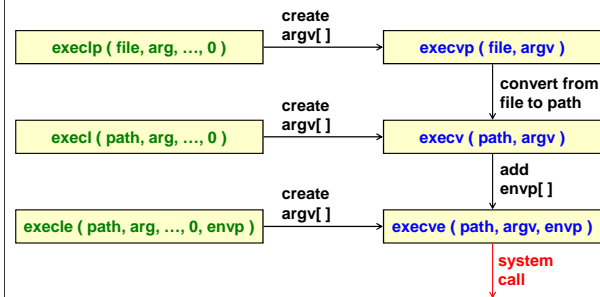 create
argv[ ]
execlp ( file, arg, …, 0 )
execvp ( file, argv )
convert from
file to path
create
argv[ ]
execl ( path, arg, …, 0 )
execv ( path, argv )
add
envp[ ]
create
argv[ ]
execle ( path, arg, …, 0, envp )
execve ( path, argv, envp )
system
call